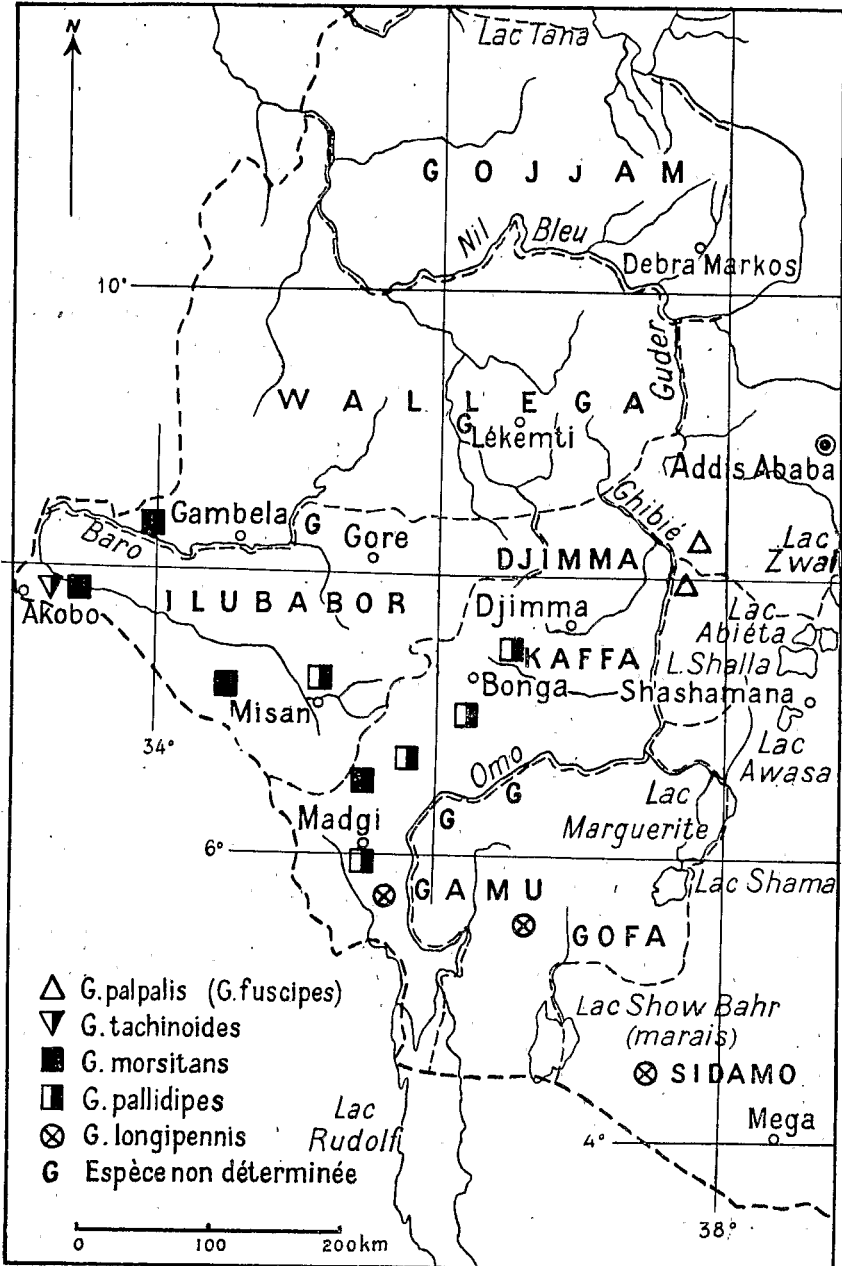 N
Lac Tana
GOJJAM
Nil Bleu
Debra Markos
10°
Guder
WALLEGA
G
Lékemti
Addis Ababa
Ghibié
Gambela
G
Baro
Gore
DJIMMA
Lac Zwai
Akobo
ILUBABOR
Djimma
Lac Abiéta
KAFFA
L. Shalla
Bonga
Shashamana
Misan
34°
Lac Awasa
Omo
G
G
Lac Marguerite
Madgi
6°
GAMU
Lac Shama
GOFA
G. palpalis (G. fuscipes)
G. tachinoides
G. morsitans
G. pallidipes
G. longipennis
G Espèce non déterminée
Lac Show Bahr
(marais)
SIDAMO
Lac Rudolf
Mega
4°
38°
0 100 200 km